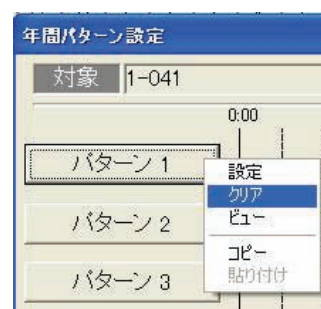 年間パターン設定
対象 1-041
0:00
パターン 1
設定
クリア
ビュー
パターン 2
コピー
貼り付け
パターン 3